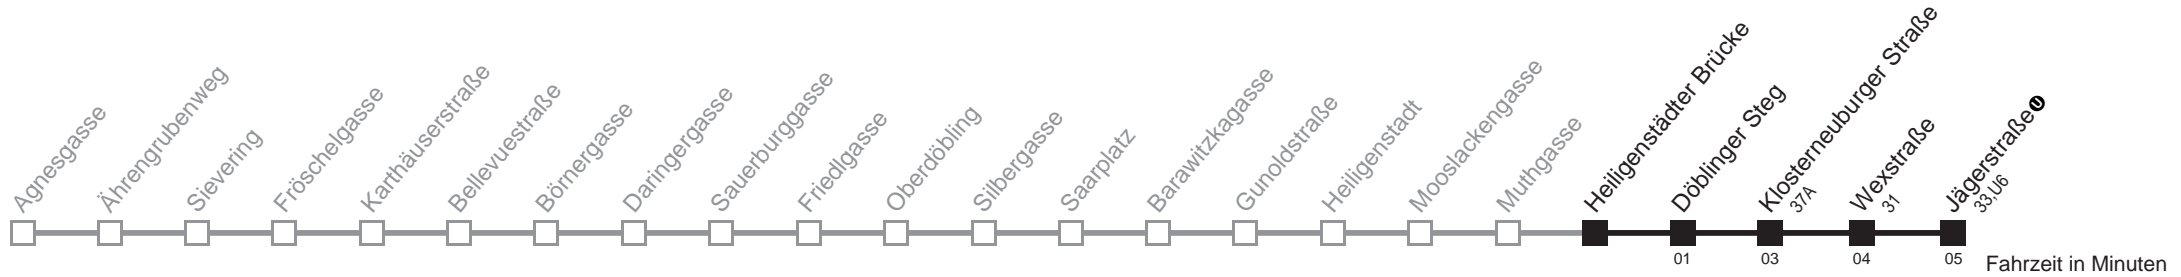 Agnesgasse
Ährengrubenweg
Sievering
Fröschelgasse
Karthäuserstraße
Bellevuestraße
Börnergasse
Daringergasse
Sauerburggasse
Friedlgasse
Oberdöbling
Silbergasse
Saarplatz
Barawitzkagasse
Gunoldstraße
Heiligenstadt
Mooslackengasse
Muthgasse
Heiligenstädter Brücke
Döblinger Steg
01
Klosterneuburger Straße
37A
03
Wexstraße
31
04
Jägerstraße U
33,U6
05
Fahrzeit in Minuten